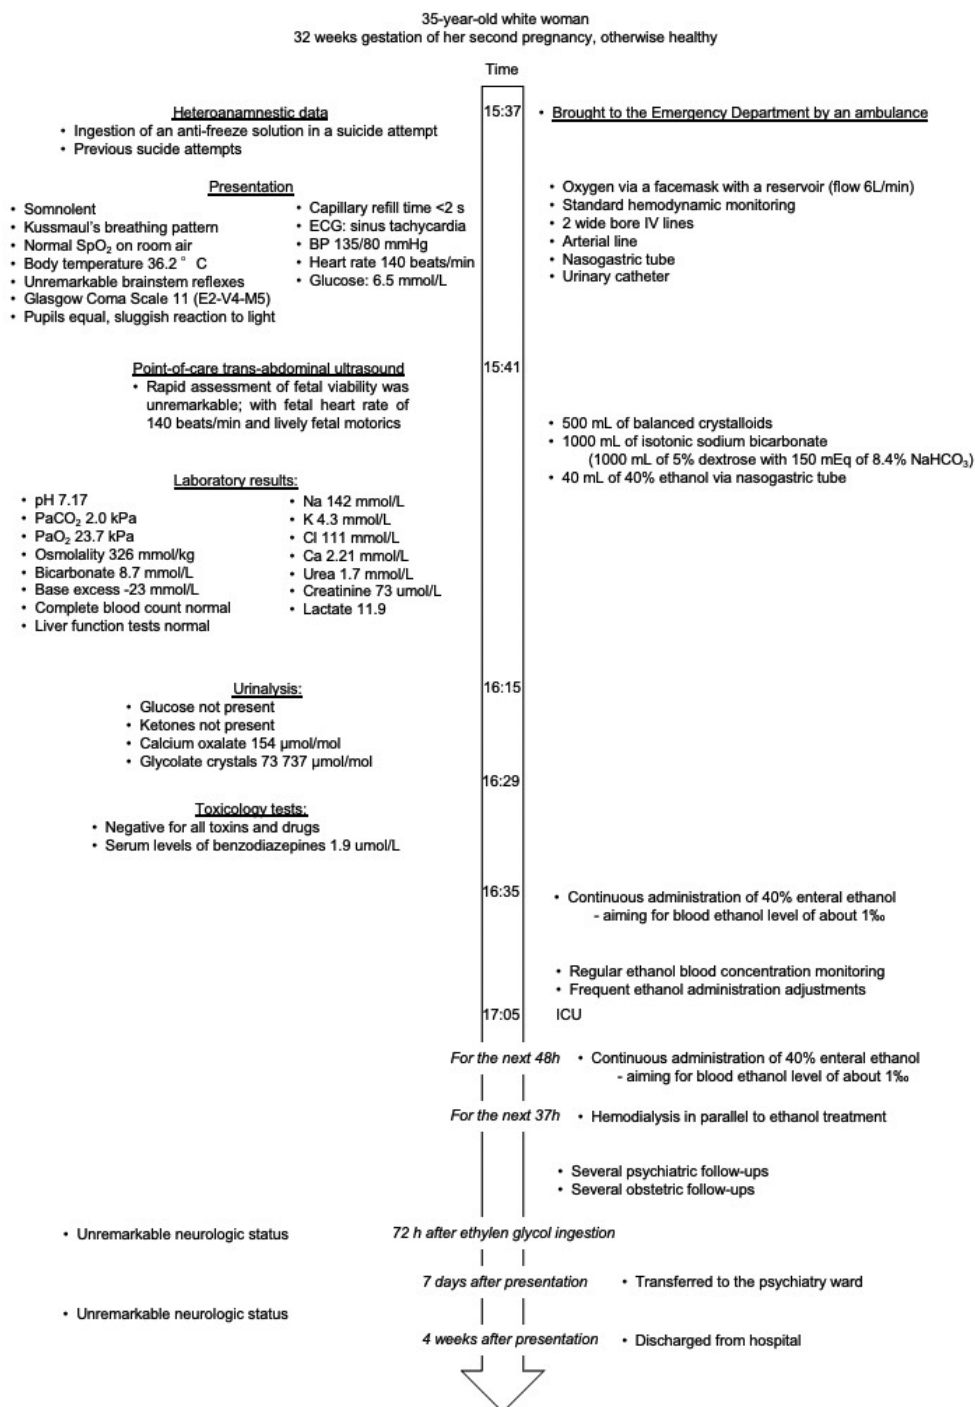 35-year-old white woman
32 weeks gestation of her second pregnancy, otherwise healthy
Time
15:37
Heteroanamnestic data
• Ingestion of an anti-freeze solution in a suicide attempt
• Previous sucide attempts
• Brought to the Emergency Department by an ambulance
Presentation
• Somnolent
• Kussmaul's breathing pattern
• Normal SpO₂ on room air
• Body temperature 36.2° C
• Unremarkable brainstem reflexes
• Glasgow Coma Scale 11 (E2-V4-M5)
• Pupils equal, sluggish reaction to light
• Capillary refill time <2 s
• ECG: sinus tachycardia
• BP 135/80 mmHg
• Heart rate 140 beats/min
• Glucose: 6.5 mmol/L
• Oxygen via a facemask with a reservoir (flow 6L/min)
• Standard hemodynamic monitoring
• 2 wide bore IV lines
• Arterial line
• Nasogastric tube
• Urinary catheter
15:41
Point-of-care trans-abdominal ultrasound
• Rapid assessment of fetal viability was
unremarkable; with fetal heart rate of
140 beats/min and lively fetal motorics
• 500 mL of balanced crystalloids
• 1000 mL of isotonic sodium bicarbonate
(1000 mL of 5% dextrose with 150 mEq of 8.4% NaHCO₃)
• 40 mL of 40% ethanol via nasogastric tube
Laboratory results:
• pH 7.17
• PaCO₂ 2.0 kPa
• PaO₂ 23.7 kPa
• Osmolality 326 mmol/kg
• Bicarbonate 8.7 mmol/L
• Base excess -23 mmol/L
• Complete blood count normal
• Liver function tests normal
• Na 142 mmol/L
• K 4.3 mmol/L
• Cl 111 mmol/L
• Ca 2.21 mmol/L
• Urea 1.7 mmol/L
• Creatinine 73 umol/L
• Lactate 11.9
16:15
Urinalysis:
• Glucose not present
• Ketones not present
• Calcium oxalate 154 µmol/mol
• Glycolate crystals 73 737 µmol/mol
16:29
Toxicology tests:
• Negative for all toxins and drugs
• Serum levels of benzodiazepines 1.9 umol/L
16:35
• Continuous administration of 40% enteral ethanol
- aiming for blood ethanol level of about 1‰
• Regular ethanol blood concentration monitoring
• Frequent ethanol administration adjustments
17:05
ICU
For the next 48h
• Continuous administration of 40% enteral ethanol
- aiming for blood ethanol level of about 1‰
For the next 37h
• Hemodialysis in parallel to ethanol treatment
• Several psychiatric follow-ups
• Several obstetric follow-ups
• Unremarkable neurologic status
72 h after ethylen glycol ingestion
7 days after presentation
• Transferred to the psychiatry ward
• Unremarkable neurologic status
4 weeks after presentation
• Discharged from hospital